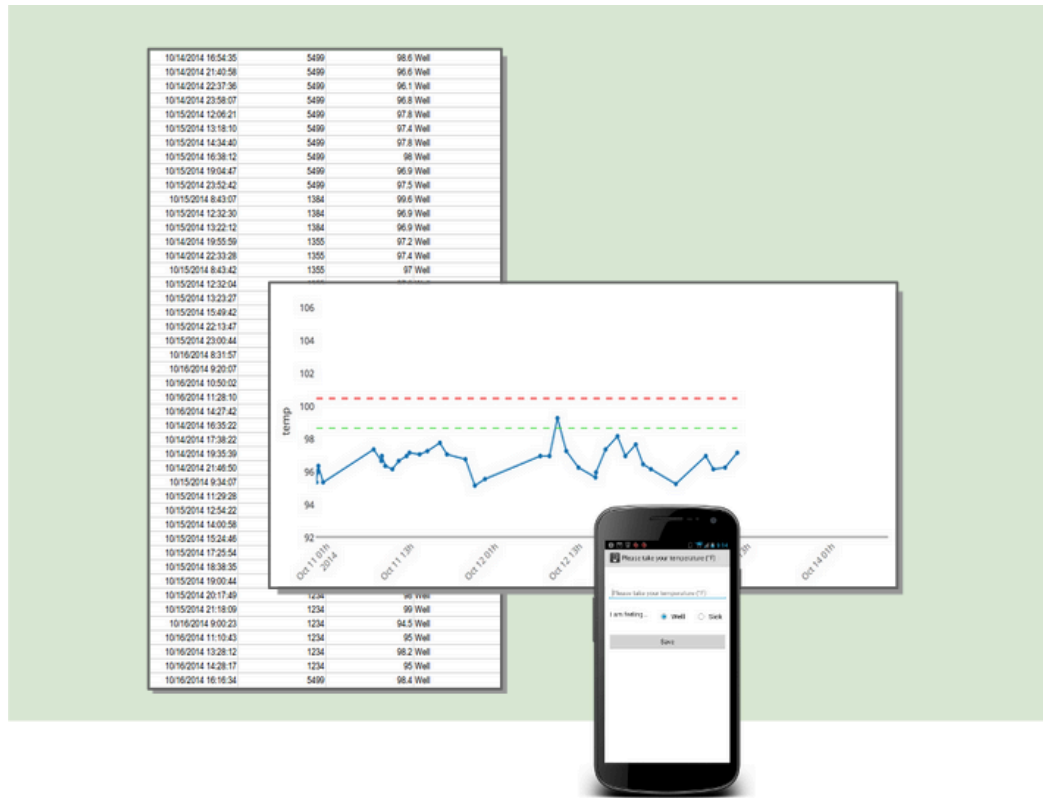 10/14/2014 16:54:35 5499 98.6 Well
10/14/2014 21:40:58 5499 96.6 Well
10/14/2014 22:37:36 5499 96.1 Well
10/14/2014 23:58:07 5499 96.8 Well
10/15/2014 12:06:21 5499 97.8 Well
10/15/2014 13:18:10 5499 97.4 Well
10/15/2014 14:34:40 5499 97.8 Well
10/15/2014 16:38:12 5499 98 Well
10/15/2014 19:04:47 5499 96.9 Well
10/15/2014 23:52:42 5499 97.5 Well
10/15/2014 8:43:07 1384 99.6 Well
10/15/2014 12:32:30 1384 96.9 Well
10/15/2014 13:22:12 1384 96.9 Well
10/14/2014 19:55:59 1355 97.2 Well
10/14/2014 22:33:28 1355 97.4 Well
10/15/2014 8:43:42 1355 97 Well
10/15/2014 12:32:04
10/15/2014 13:23:27
10/15/2014 15:49:42
10/15/2014 22:13:47
10/15/2014 23:00:44
10/16/2014 8:31:57
10/16/2014 9:20:07
10/16/2014 10:50:02
10/16/2014 11:28:10
10/16/2014 14:27:42
10/14/2014 16:35:22
10/14/2014 17:38:22
10/14/2014 19:35:39
10/14/2014 21:46:50
10/15/2014 9:34:07
10/15/2014 11:29:28
10/15/2014 12:54:22
10/15/2014 14:00:58
10/15/2014 15:24:46
10/15/2014 17:25:54
10/15/2014 18:38:35
10/15/2014 19:00:44
10/15/2014 20:17:49 1234 98 Well
10/15/2014 21:18:09 1234 99 Well
10/16/2014 9:00:23 1234 94.5 Well
10/16/2014 11:10:43 1234 95 Well
10/16/2014 13:28:12 1234 98.2 Well
10/16/2014 14:28:17 1234 95 Well
10/16/2014 16:16:34 5499 98.4 Well
106
104
102
100
98
96
94
92
temp
Oct 11 01h
2014
Oct 11 13h
Oct 12 01h
Oct 12 13h
3h
Oct 14 01h
Please take your temperature (°F)
Please take your temperature (°F)
I am feeling...
Well
Sick
Save